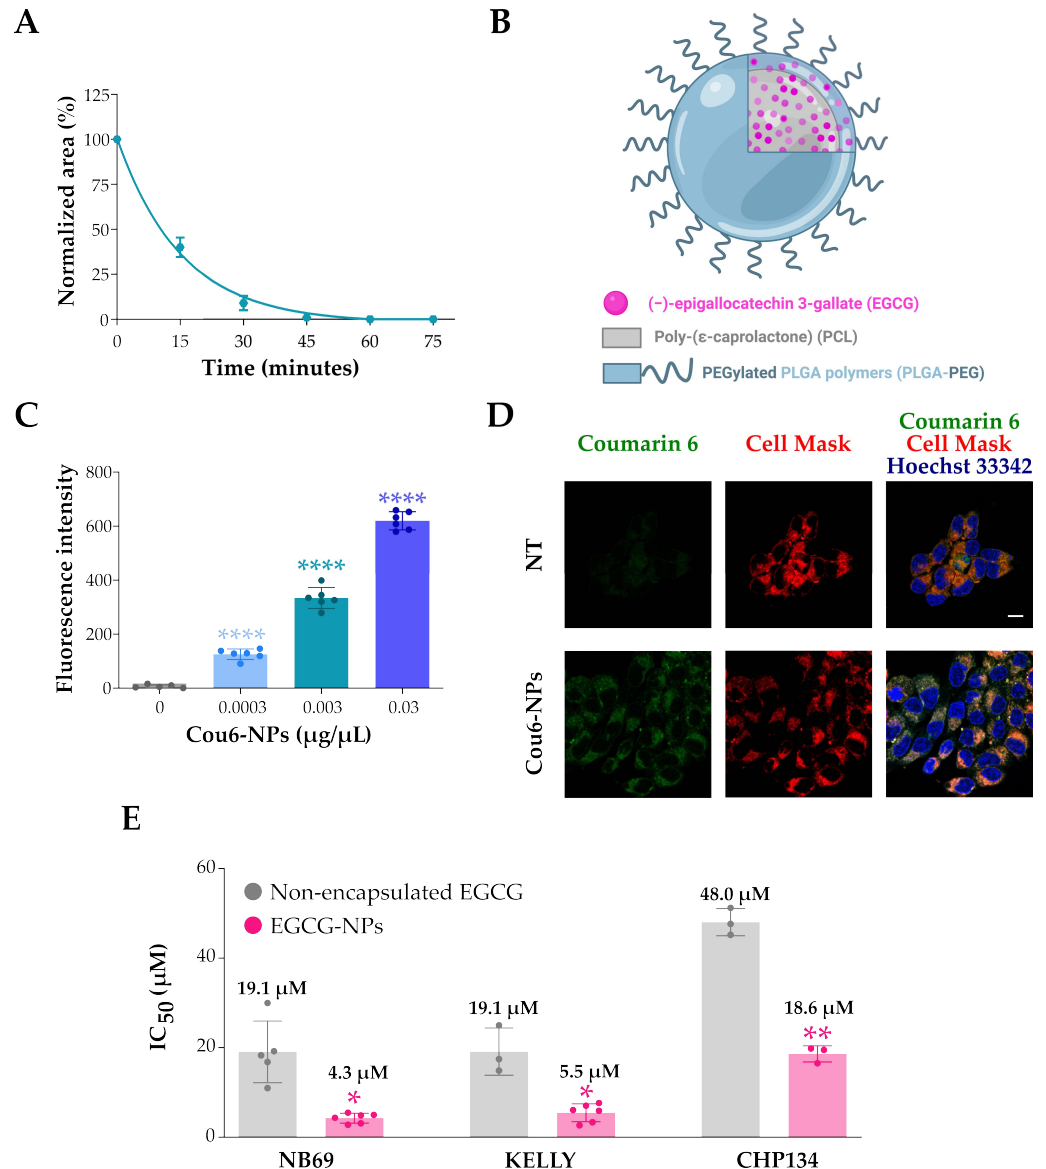 A
Normalized area (%)
125
100
75
50
25
0
0 15 30 45 60 75
Time (minutes)
B
(−)-epigallocatechin 3-gallate (EGCG)
Poly-(ε-caprolactone) (PCL)
PEGylated PLGA polymers (PLGA-PEG)
C
Fluorescence intensity
800
600
400
200
0
****
****
****
0 0.0003 0.003 0.03
Cou6-NPs (μg/μL)
D
Coumarin 6
Cell Mask
Coumarin 6
Cell Mask
Hoechst 33342
NT
Cou6-NPs
E
IC50 (μM)
60
40
20
0
Non-encapsulated EGCG
EGCG-NPs
19.1 μM
4.3 μM
*
19.1 μM
5.5 μM
*
48.0 μM
18.6 μM
**
NB69 KELLY CHP134